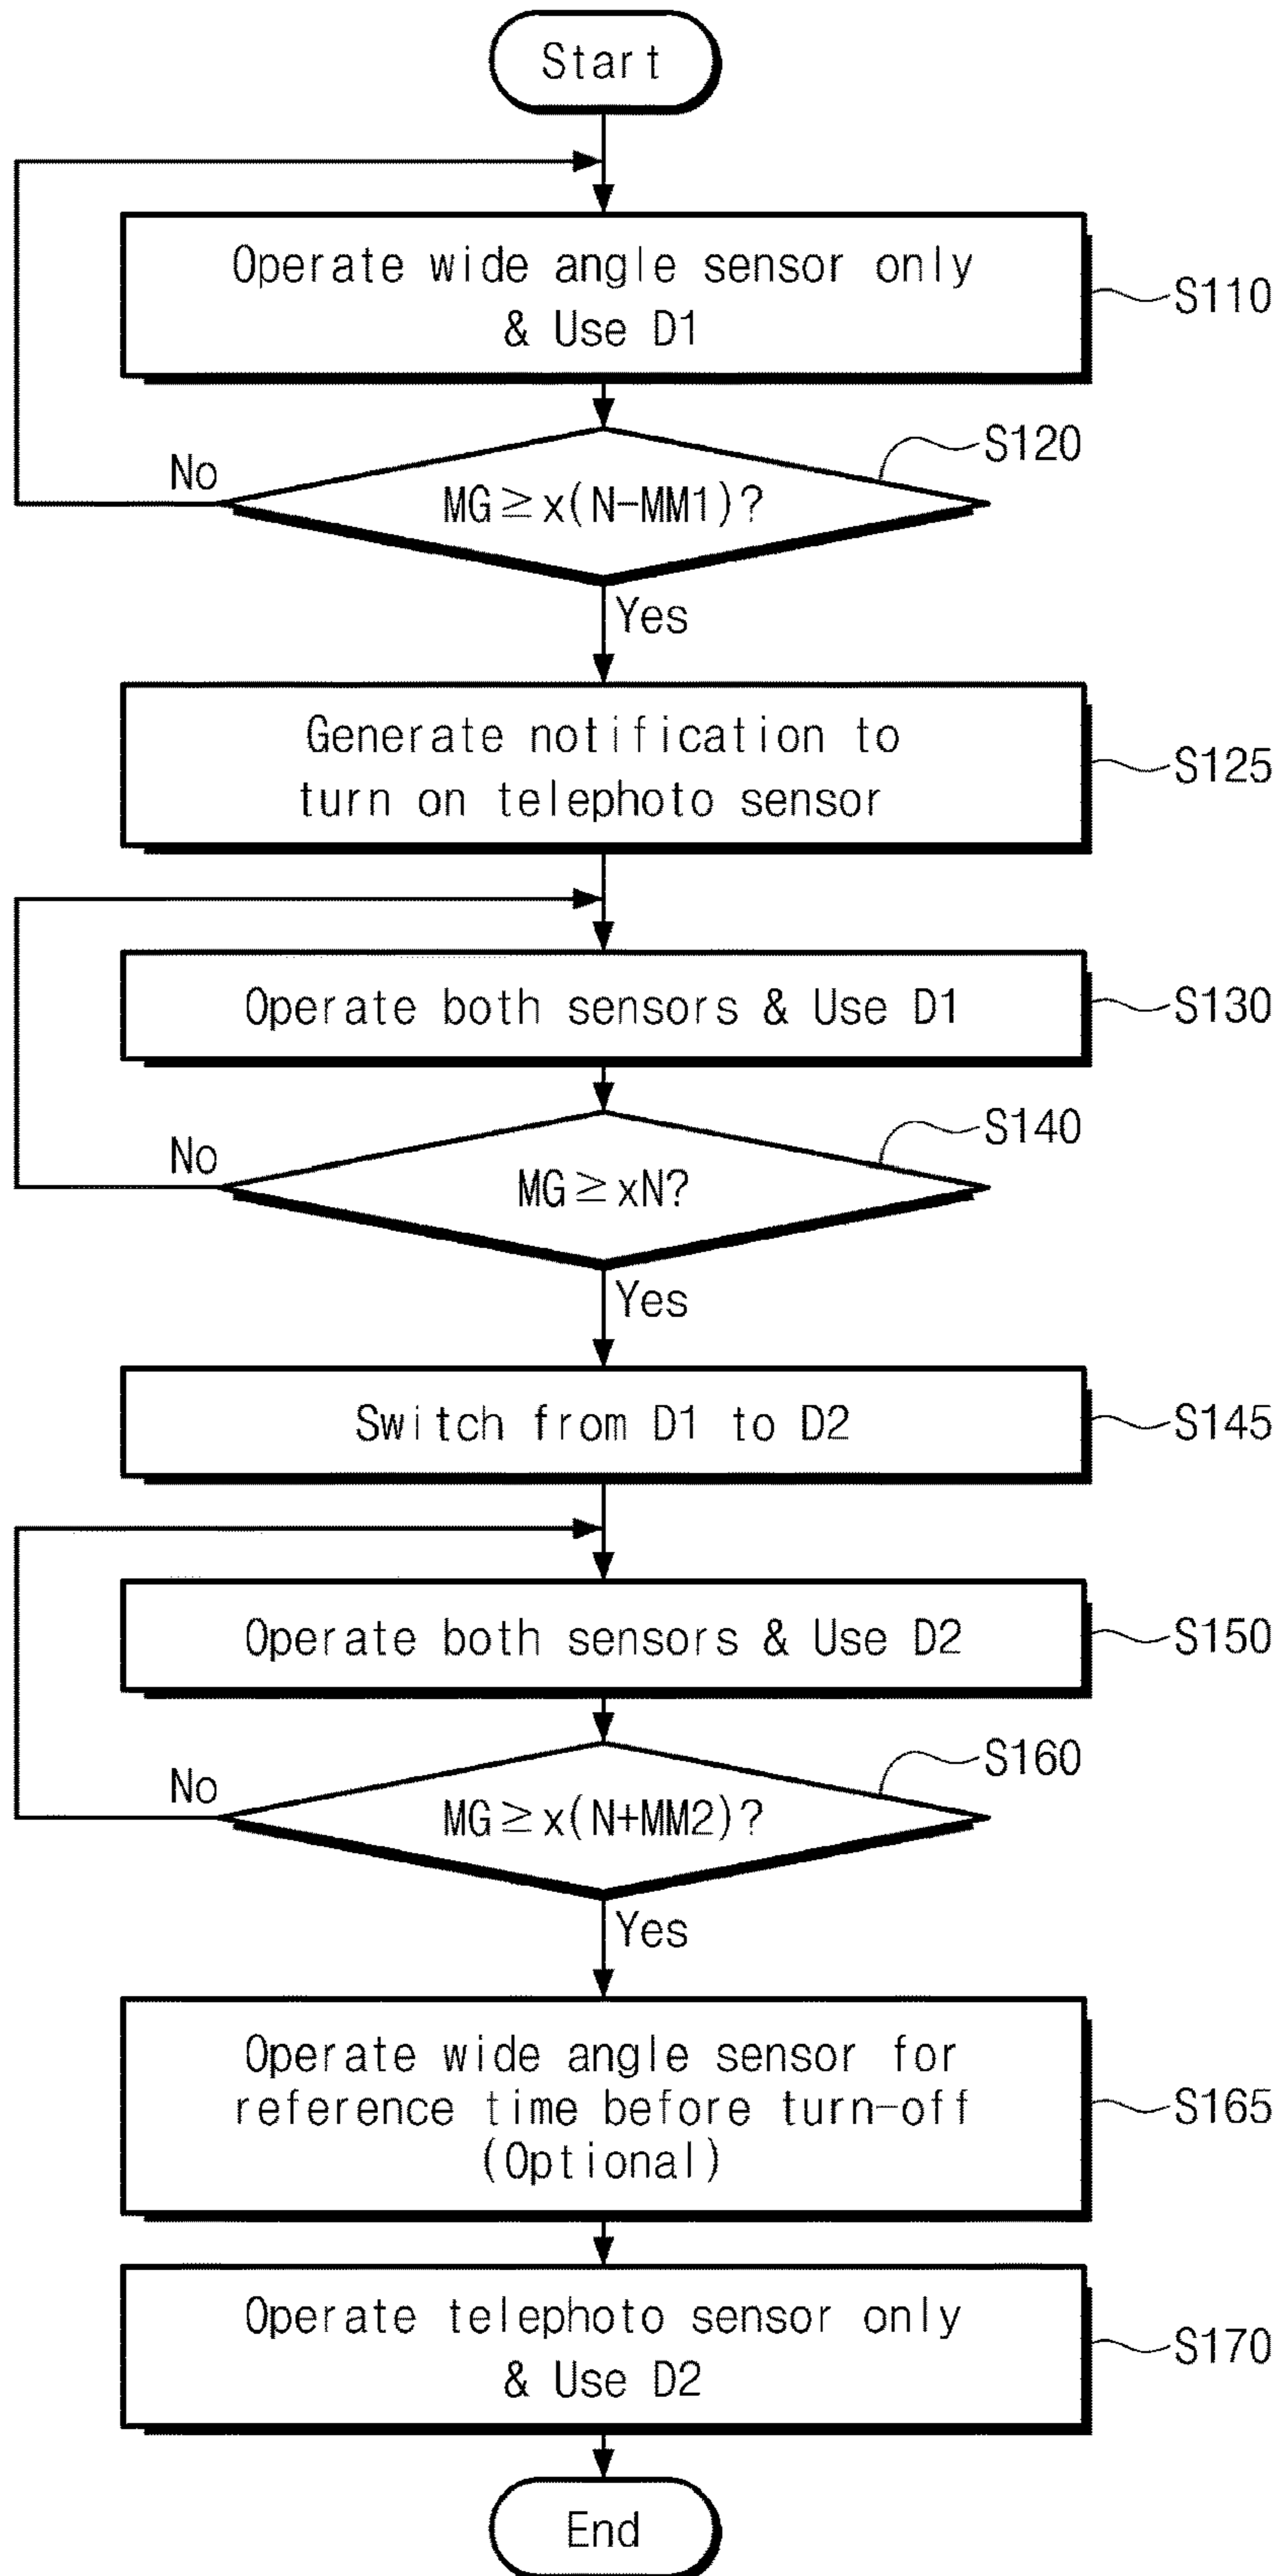 Start
Operate wide angle sensor only
& Use D1
S110
S120
No
MG≥x(N-MM1)?
Yes
Generate notification to
turn on telephoto sensor
S125
Operate both sensors & Use D1
S130
S140
No
MG≥xN?
Yes
Switch from D1 to D2
S145
Operate both sensors & Use D2
S150
S160
No
MG≥x(N+MM2)?
Yes
Operate wide angle sensor for
reference time before turn-off
(Optional)
S165
Operate telephoto sensor only
& Use D2
S170
End